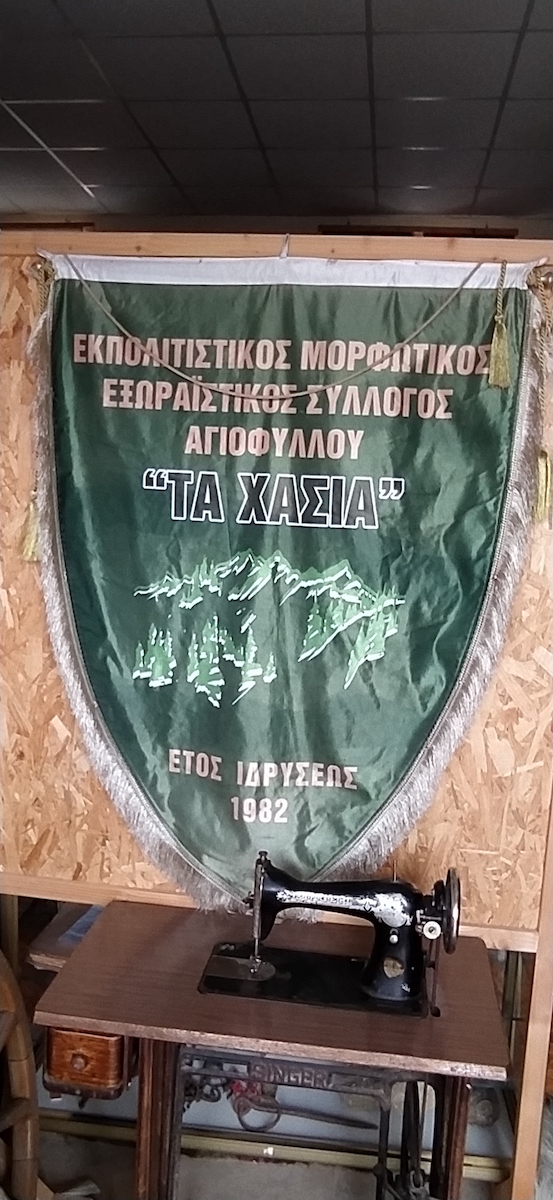 ΕΚΠΟΛΙΤΙΣΤΙΚΟΣ ΜΟΡΦΩΤΙΚΟΣ
ΕΞΩΡΑΪΣΤΙΚΟΣ ΣΥΛΛΟΓΟΣ
ΑΓΙΟΦΥΛΛΟΥ
“ΤΑ ΧΑΣΙΑ”
ΕΤΟΣ ΙΔΡΥΣΕΩΣ
1982
SINGER